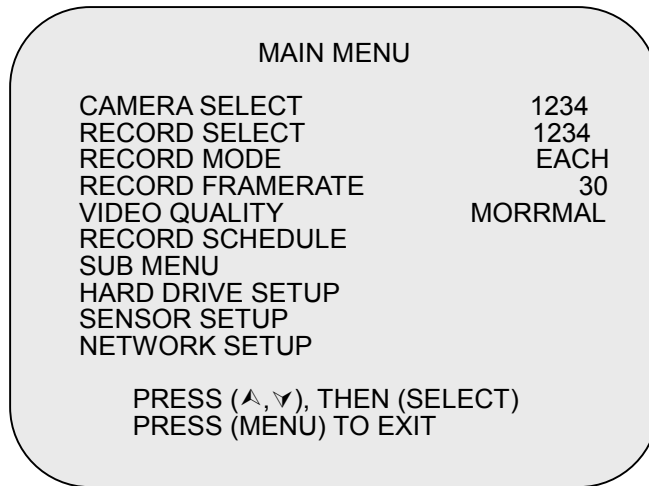 MAIN MENU
CAMERA SELECT 1234
RECORD SELECT 1234
RECORD MODE EACH
RECORD FRAMERATE 30
VIDEO QUALITY MORRMAL
RECORD SCHEDULE
SUB MENU
HARD DRIVE SETUP
SENSOR SETUP
NETWORK SETUP
PRESS (⮝,⮟), THEN (SELECT)
PRESS (MENU) TO EXIT